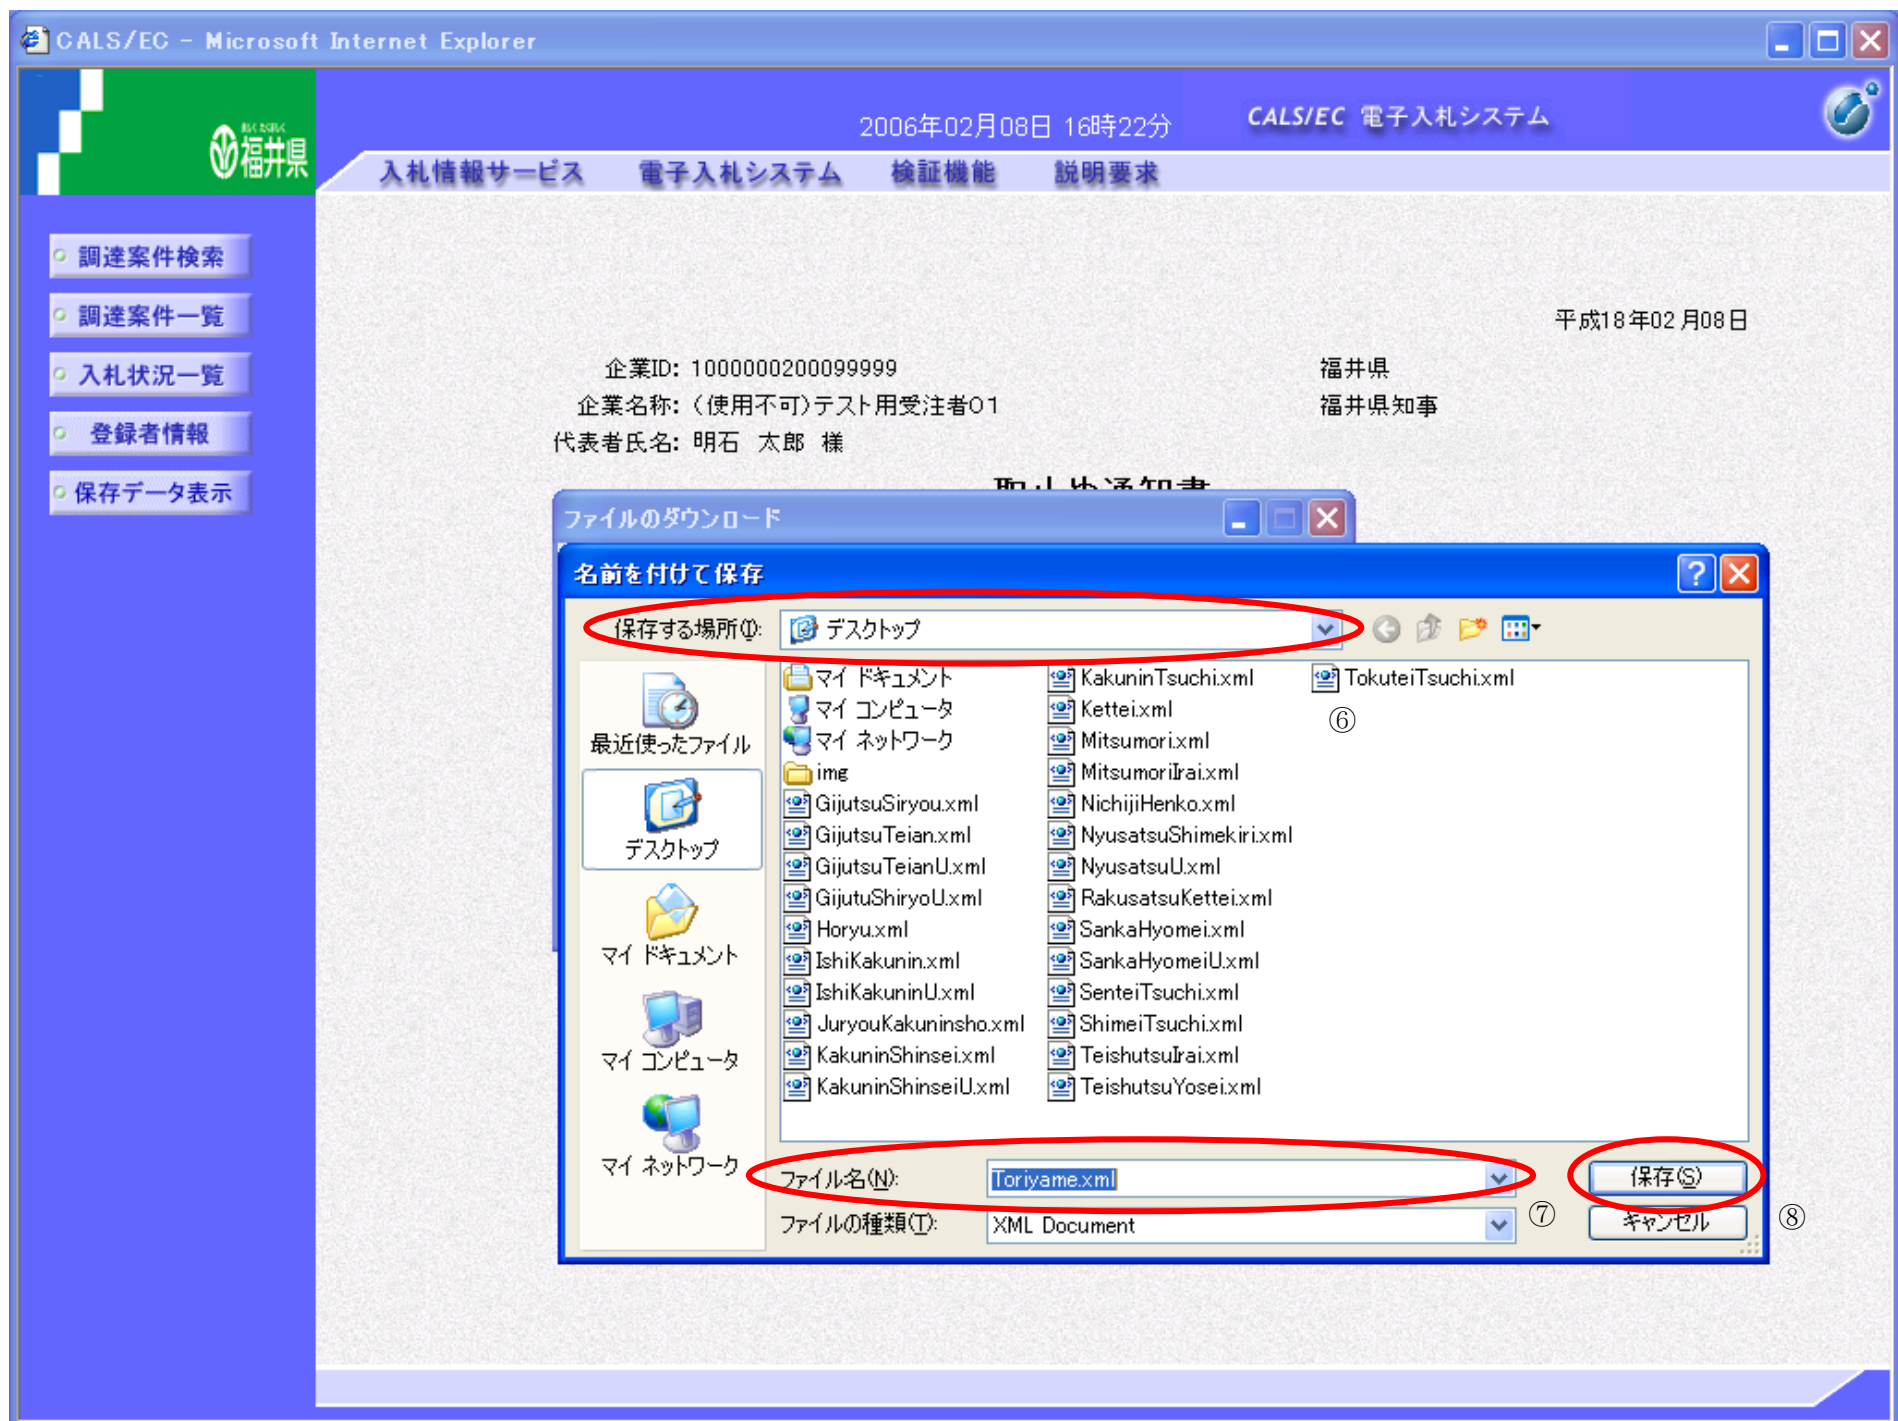 CALS/EC - Microsoft Internet Explorer
福井県
2006年02月08日 16時22分
CALS/EC 電子入札システム
入札情報サービス
電子入札システム
検証機能
説明要求
調達案件検索
調達案件一覧
入札状況一覧
登録者情報
保存データ表示
平成18年02月08日
企業ID: 1000000200099999
福井県
企業名称: (使用不可)テスト用受注者01
福井県知事
代表者氏名: 明石 太郎 様
取止め通知書
ファイルのダウンロード
名前を付けて保存
保存する場所(I):
デスクトップ
最近使ったファイル
デスクトップ
マイ ドキュメント
マイ コンピュータ
マイ ネットワーク
マイ ドキュメント
マイ コンピュータ
マイ ネットワーク
img
GijutsuSiryou.xml
GijutsuTeian.xml
GijutsuTeianU.xml
GijutuShiryoU.xml
Horyu.xml
IshiKakunin.xml
IshiKakuninU.xml
JuryouKakuninsho.xml
KakuninShinsei.xml
KakuninShinseiU.xml
KakuninTsuchi.xml
Kettei.xml
Mitsumori.xml
MitsumoriIrai.xml
NichijiHenko.xml
NyusatsuShimekiri.xml
NyusatsuU.xml
RakusatsuKettei.xml
SankaHyomei.xml
SankaHyomeiU.xml
SenteiTsuchi.xml
ShimeiTsuchi.xml
TeishutsuIrai.xml
TeishutsuYosei.xml
TokuteiTsuchi.xml
⑥
ファイル名(N):
Toriyame.xml
保存(S)
⑦
ファイルの種類(T):
XML Document
キャンセル
⑧